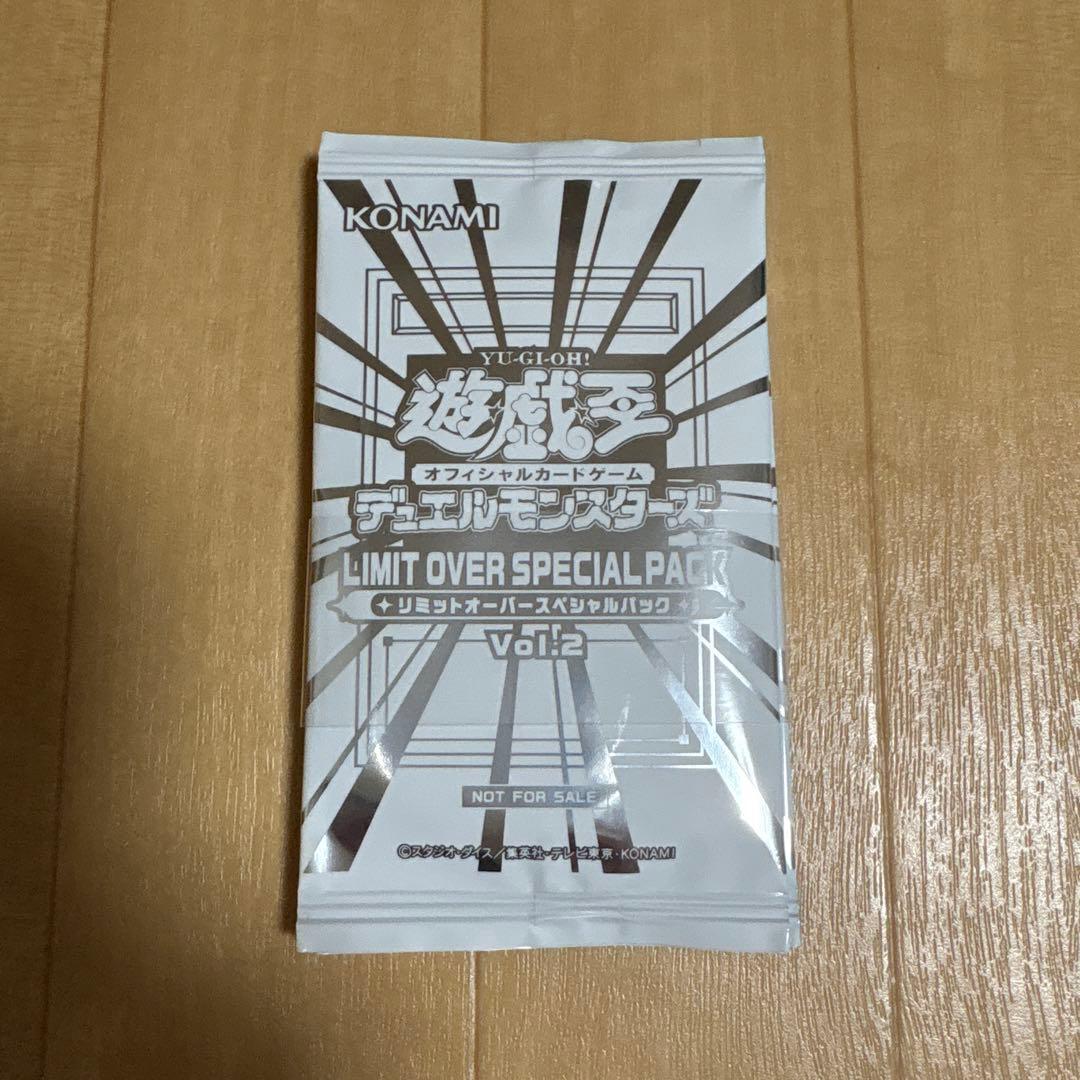 KONAMI
YU-GI-OH!
遊☆戯☆王
オフィシャルカードゲーム
デュエルモンスターズ
LIMIT OVER SPECIAL PACK
リミットオーバースペシャルパック
Vol.2
NOT FOR SALE
©スタジオ・ダイス/集英社・テレビ東京・KONAMI